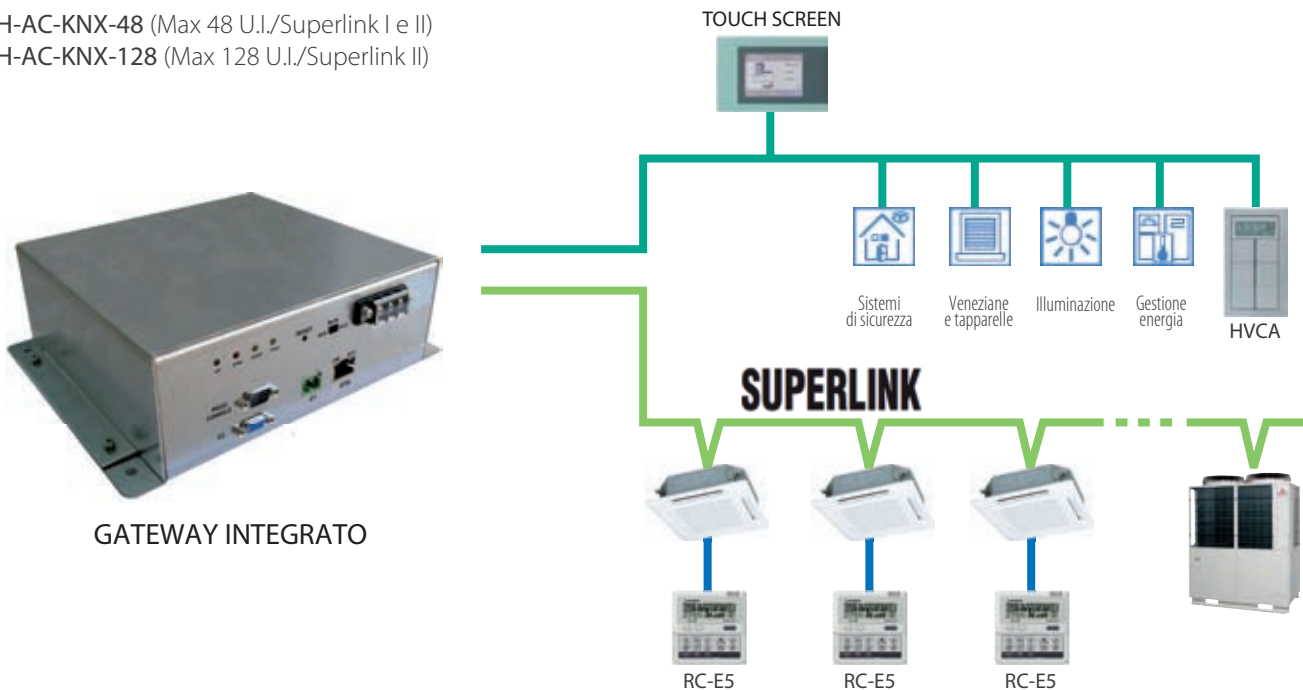 H-AC-KNX-48 (Max 48 U.I./Superlink I e II)
H-AC-KNX-128 (Max 128 U.I./Superlink II)
TOUCH SCREEN
Sistemi
di sicurezza
Veneziane
e tapparelle
Illuminazione
Gestione
energia
HVCA
SUPERLINK
GATEWAY INTEGRATO
RC-E5
RC-E5
RC-E5